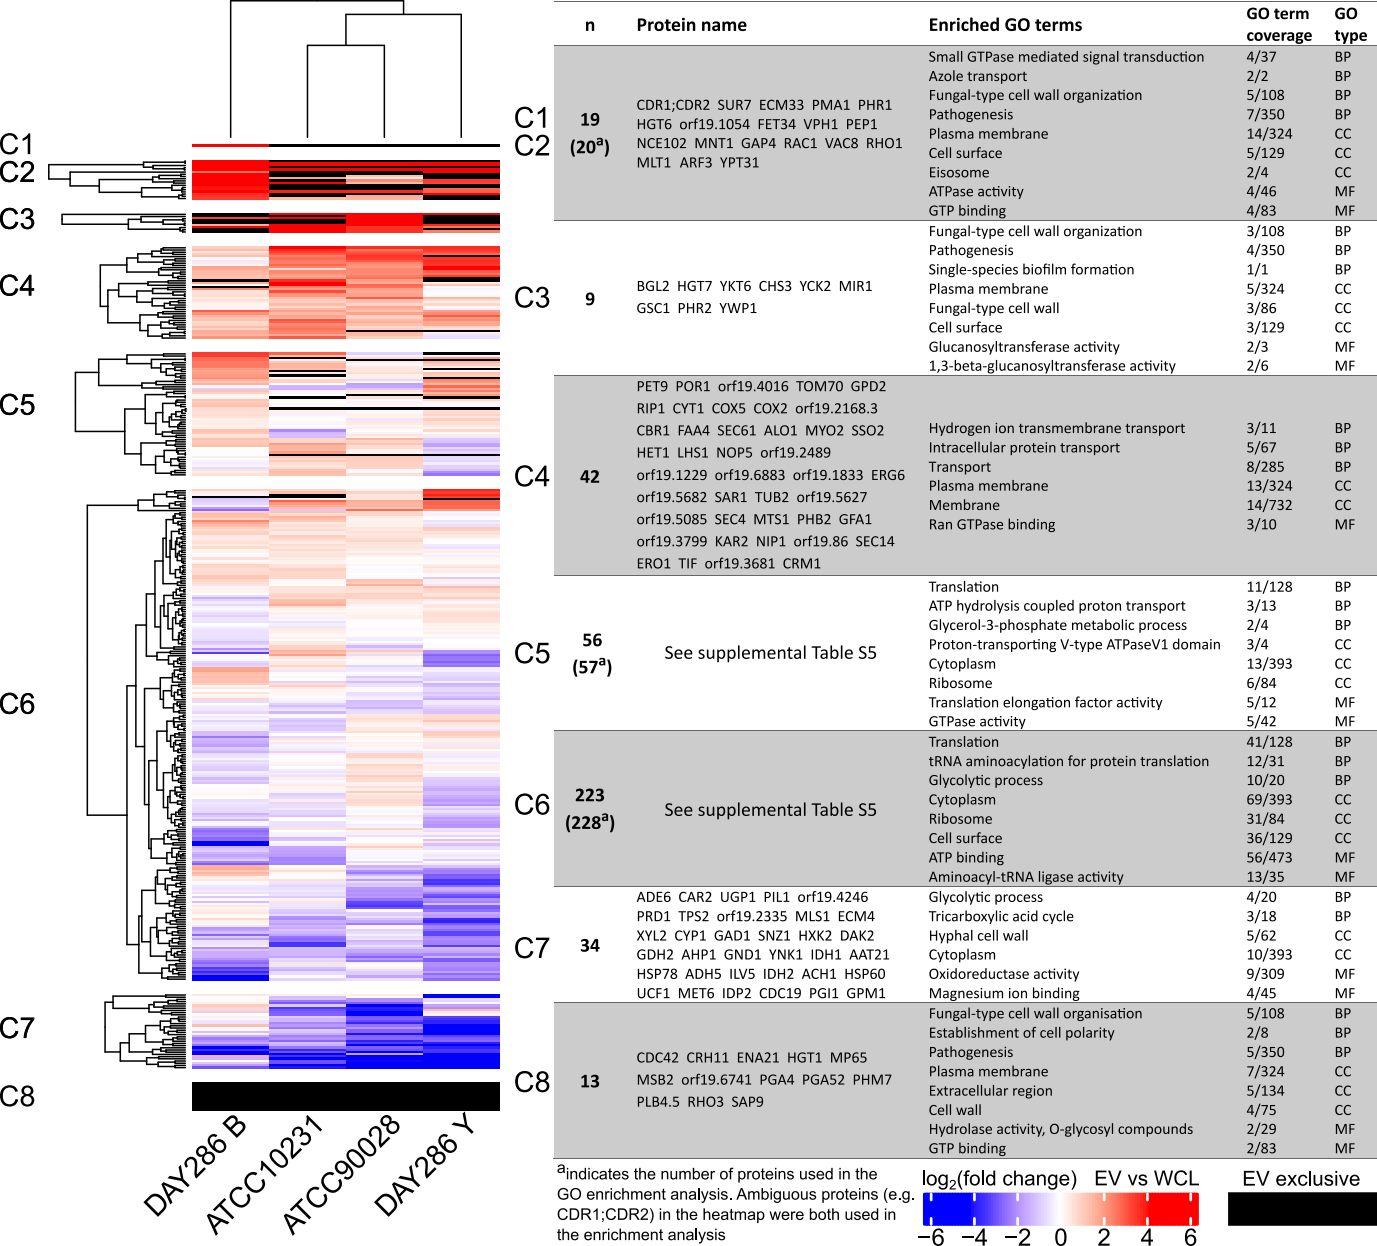 n Protein name Enriched GO terms GO term coverage GO type
C1
C2
C3
C4
C5
C6
C7
C8
DAY286 B
ATCC10231
ATCC90028
DAY286 Y
C1
C2
19
(20a)
CDR1;CDR2 SUR7 ECM33 PMA1 PHR1
HGT6 orf19.1054 FET34 VPH1 PEP1
NCE102 MNT1 GAP4 RAC1 VAC8 RHO1
MLT1 ARF3 YPT31
Small GTPase mediated signal transduction 4/37 BP
Azole transport 2/2 BP
Fungal-type cell wall organization 5/108 BP
Pathogenesis 7/350 BP
Plasma membrane 14/324 CC
Cell surface 5/129 CC
Eisosome 2/4 CC
ATPase activity 4/46 MF
GTP binding 4/83 MF
C3
9
BGL2 HGT7 YKT6 CHS3 YCK2 MIR1
GSC1 PHR2 YWP1
Fungal-type cell wall organization 3/108 BP
Pathogenesis 4/350 BP
Single-species biofilm formation 1/1 BP
Plasma membrane 5/324 CC
Fungal-type cell wall 3/86 CC
Cell surface 3/129 CC
Glucanosyltransferase activity 2/3 MF
1,3-beta-glucanosyltransferase activity 2/6 MF
C4
42
PET9 POR1 orf19.4016 TOM70 GPD2
RIP1 CYT1 COX5 COX2 orf19.2168.3
CBR1 FAA4 SEC61 ALO1 MYO2 SSO2
HET1 LHS1 NOP5 orf19.2489
orf19.1229 orf19.6883 orf19.1833 ERG6
orf19.5682 SAR1 TUB2 orf19.5627
orf19.5085 SEC4 MTS1 PHB2 GFA1
orf19.3799 KAR2 NIP1 orf19.86 SEC14
ERO1 TIF orf19.3681 CRM1
Hydrogen ion transmembrane transport 3/11 BP
Intracellular protein transport 5/67 BP
Transport 8/285 BP
Plasma membrane 13/324 CC
Membrane 14/732 CC
Ran GTPase binding 3/10 MF
C5
56
(57a)
See supplemental Table S5
Translation 11/128 BP
ATP hydrolysis coupled proton transport 3/13 BP
Glycerol-3-phosphate metabolic process 2/4 BP
Proton-transporting V-type ATPaseV1 domain 3/4 CC
Cytoplasm 13/393 CC
Ribosome 6/84 CC
Translation elongation factor activity 5/12 MF
GTPase activity 5/42 MF
C6
223
(228a)
See supplemental Table S5
Translation 41/128 BP
tRNA aminoacylation for protein translation 12/31 BP
Glycolytic process 10/20 BP
Cytoplasm 69/393 CC
Ribosome 31/84 CC
Cell surface 36/129 CC
ATP binding 56/473 MF
Aminoacyl-tRNA ligase activity 13/35 MF
C7
34
ADE6 CAR2 UGP1 PIL1 orf19.4246
PRD1 TPS2 orf19.2335 MLS1 ECM4
XYL2 CYP1 GAD1 SNZ1 HXK2 DAK2
GDH2 AHP1 GND1 YNK1 IDH1 AAT21
HSP78 ADH5 ILV5 IDH2 ACH1 HSP60
UCF1 MET6 IDP2 CDC19 PGI1 GPM1
Glycolytic process 4/20 BP
Tricarboxylic acid cycle 3/18 BP
Hyphal cell wall 5/62 CC
Cytoplasm 10/393 CC
Oxidoreductase activity 9/309 MF
Magnesium ion binding 4/45 MF
C8
13
CDC42 CRH11 ENA21 HGT1 MP65
MSB2 orf19.6741 PGA4 PGA52 PHM7
PLB4.5 RHO3 SAP9
Fungal-type cell wall organisation 5/108 BP
Establishment of cell polarity 2/8 BP
Pathogenesis 5/350 BP
Plasma membrane 7/324 CC
Extracellular region 5/134 CC
Cell wall 4/75 CC
Hydrolase activity, O-glycosyl compounds 2/29 MF
GTP binding 2/83 MF
aindicates the number of proteins used in the
GO enrichment analysis. Ambiguous proteins (e.g.
CDR1;CDR2) in the heatmap were both used in
the enrichment analysis
log2(fold change) EV vs WCL
−6 −4 −2 0 2 4 6
EV exclusive